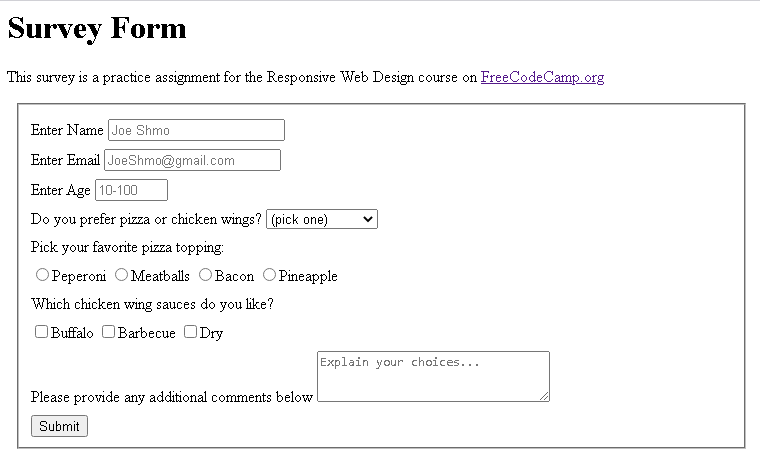 Survey Form
This survey is a practice assignment for the Responsive Web Design course on FreeCodeCamp.org
Enter Name Joe Shmo
Enter Email JoeShmo@gmail.com
Enter Age 10-100
Do you prefer pizza or chicken wings? (pick one)
Pick your favorite pizza topping:
Peperoni Meatballs Bacon Pineapple
Which chicken wing sauces do you like?
Buffalo Barbecue Dry
Explain your choices...
Please provide any additional comments below
Submit